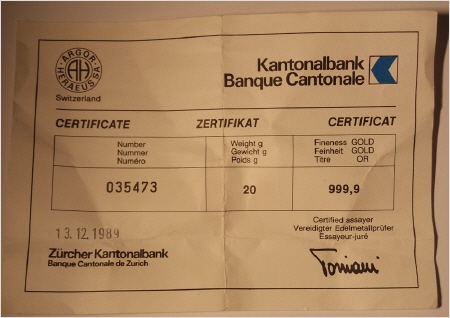 ARGOR HERAEUS SA
AH
Switzerland
Kantonalbank
Banque Cantonale
CERTIFICATE ZERTIFIKAT CERTIFICAT
Number Weight g Fineness GOLD
Nummer Gewicht g Feinheit GOLD
Numéro Poids g Titre OR
035473 20 999,9
13.12.1989
Certified assayer
Vereidigter Edelmetallprüfer
Essayeur-juré
Zürcher Kantonalbank
Banque Cantonale de Zurich